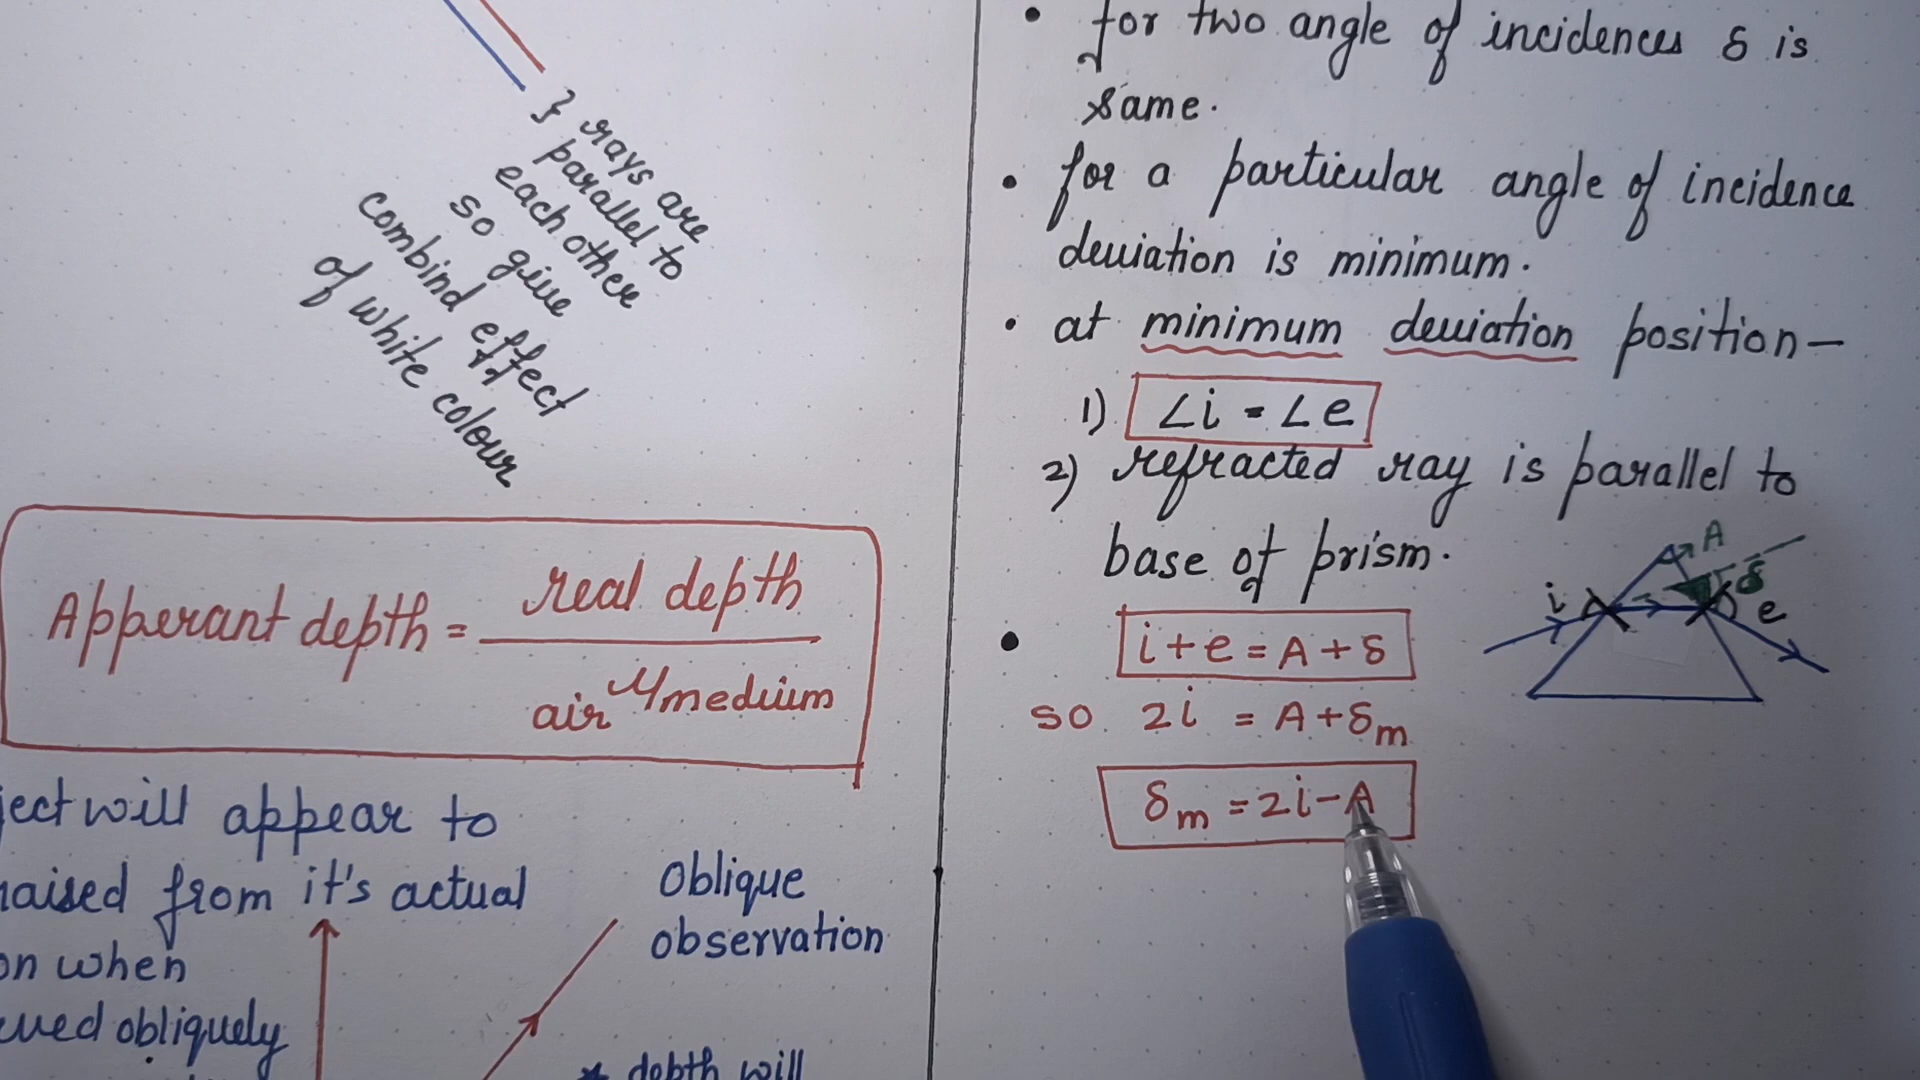 } rays are
parallel to
each other
so give
combind effect
of white colour
Apperant depth = real depth
air μ medium
ject will appear to
raised from it's actual
on when
obliquely
Oblique
observation
* depth will
• for two angle of incidences δ is
same.
• for a particular angle of incidence
deviation is minimum.
• at minimum deviation position—
1) ∠i = ∠e
2) refracted ray is parallel to
base of prism.
• i + e = A + δ
so 2i = A + δm
δm = 2i - A
A
δ
i
e